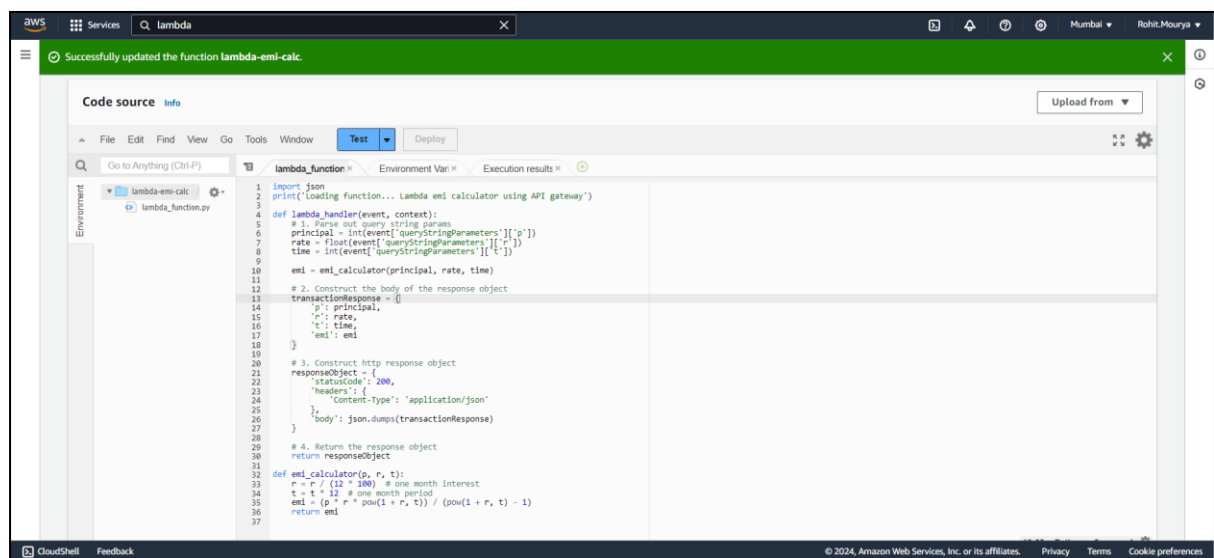 aws Services lambda Mumbai Rohit.Mourya
Successfully updated the function lambda-emi-calc.
Code source Info Upload from
File Edit Find View Go Tools Window Test Deploy
Go to Anything (Ctrl-P) lambda_function Environment Vari Execution results
Environment
lambda-emi-calc
lambda_function.py
1 import json
2 print('Loading function... Lambda emi calculator using API gateway')
3
4 def lambda_handler(event, context):
5 # 1. Parse out query string params
6 principal = int(event['queryStringParameters']['p'])
7 rate = float(event['queryStringParameters']['r'])
8 time = int(event['queryStringParameters']['t'])
9
10 emi = emi_calculator(principal, rate, time)
11
12 # 2. Construct the body of the response object
13 transactionResponse = {
14 'p': principal,
15 'r': rate,
16 't': time,
17 'emi': emi
18 }
19
20 # 3. Construct http response object
21 responseObject = {
22 'statusCode': 200,
23 'headers': {
24 'Content-Type': 'application/json'
25 },
26 'body': json.dumps(transactionResponse)
27 }
28
29 # 4. Return the response object
30 return responseObject
31
32 def emi_calculator(p, r, t):
33 r = r / (12 * 100) # one month interest
34 t = t * 12 # one month period
35 emi = (p * r * pow(1 + r, t)) / (pow(1 + r, t) - 1)
36 return emi
37
CloudShell Feedback © 2024, Amazon Web Services, Inc. or its affiliates. Privacy Terms Cookie preferences